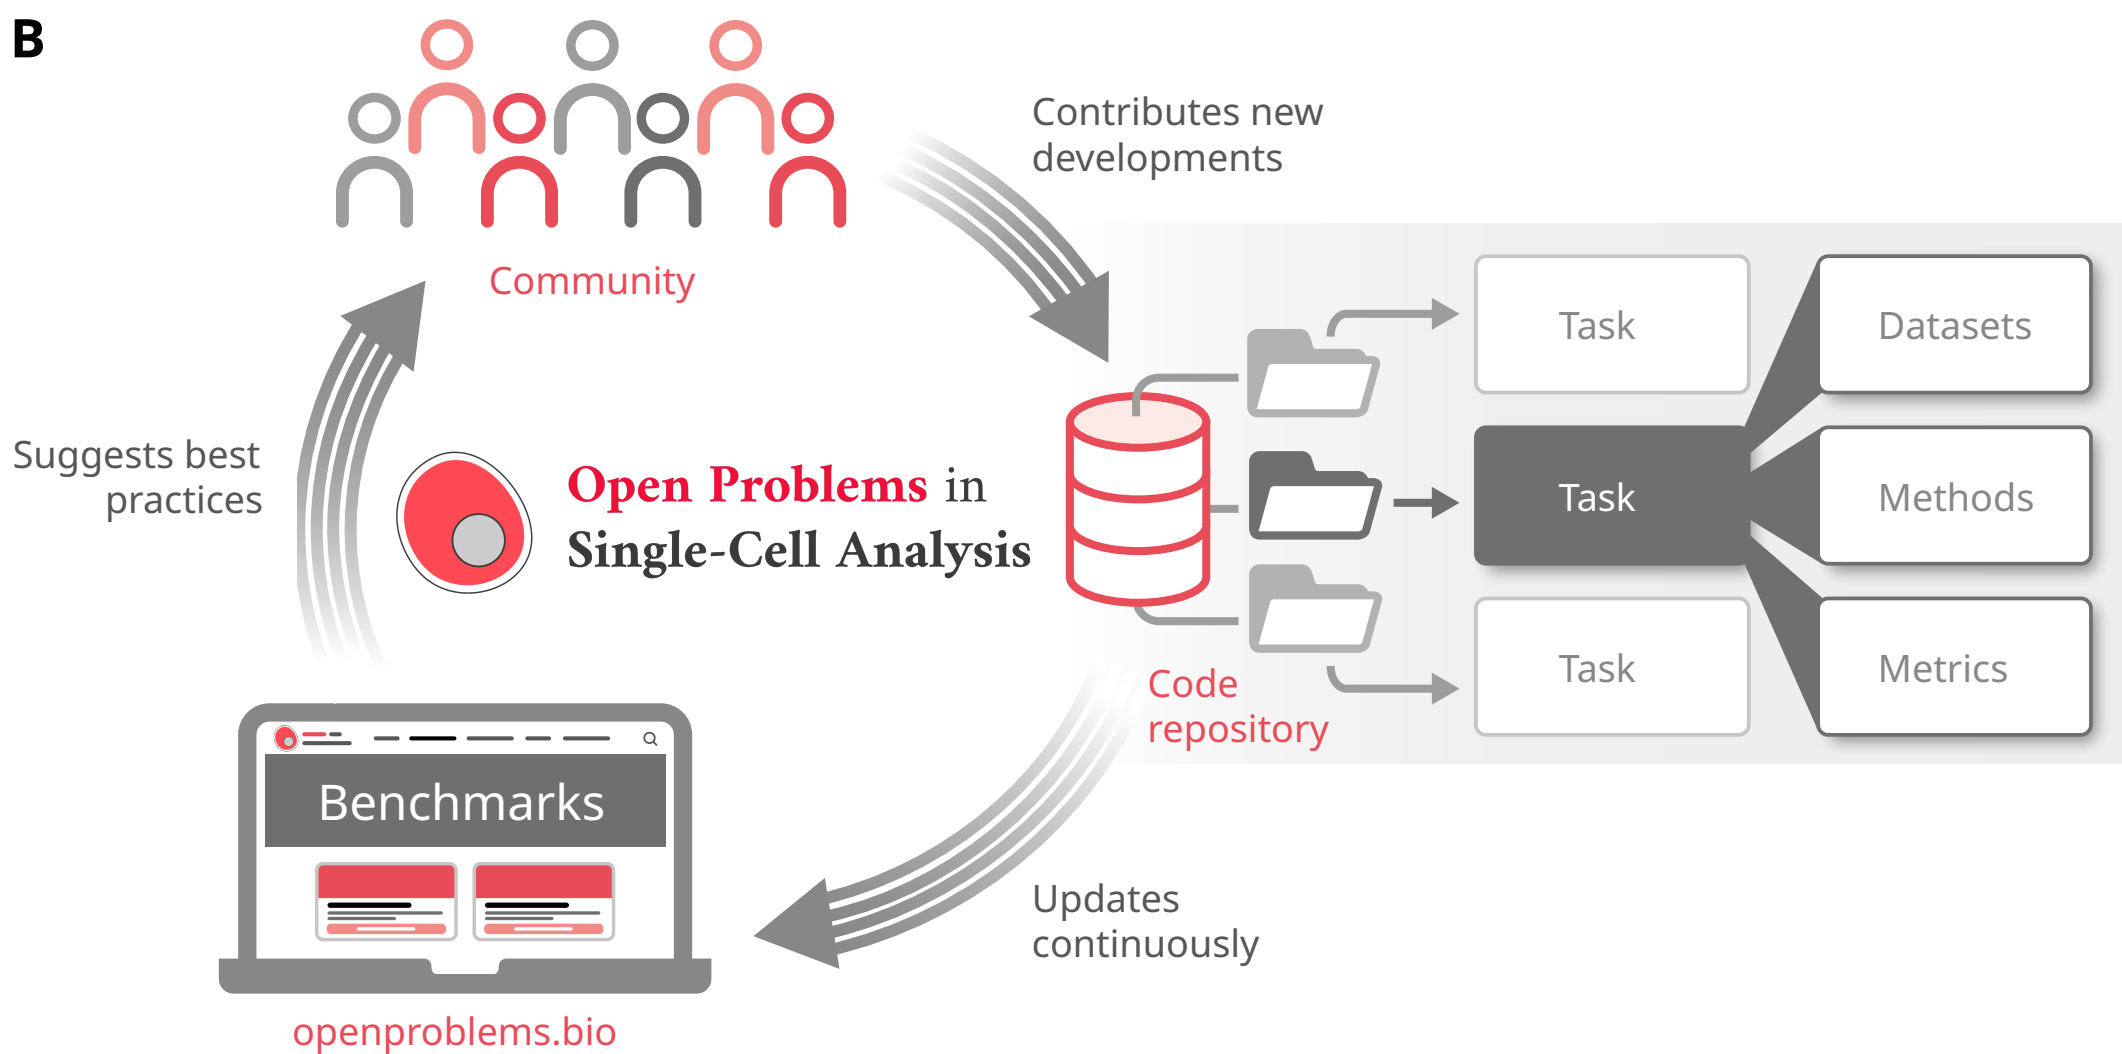 B
Community
Contributes new
developments
Suggests best
practices
Open Problems in
Single-Cell Analysis
Code
repository
Task
Task
Task
Datasets
Methods
Metrics
Updates
continuously
Benchmarks
openproblems.bio